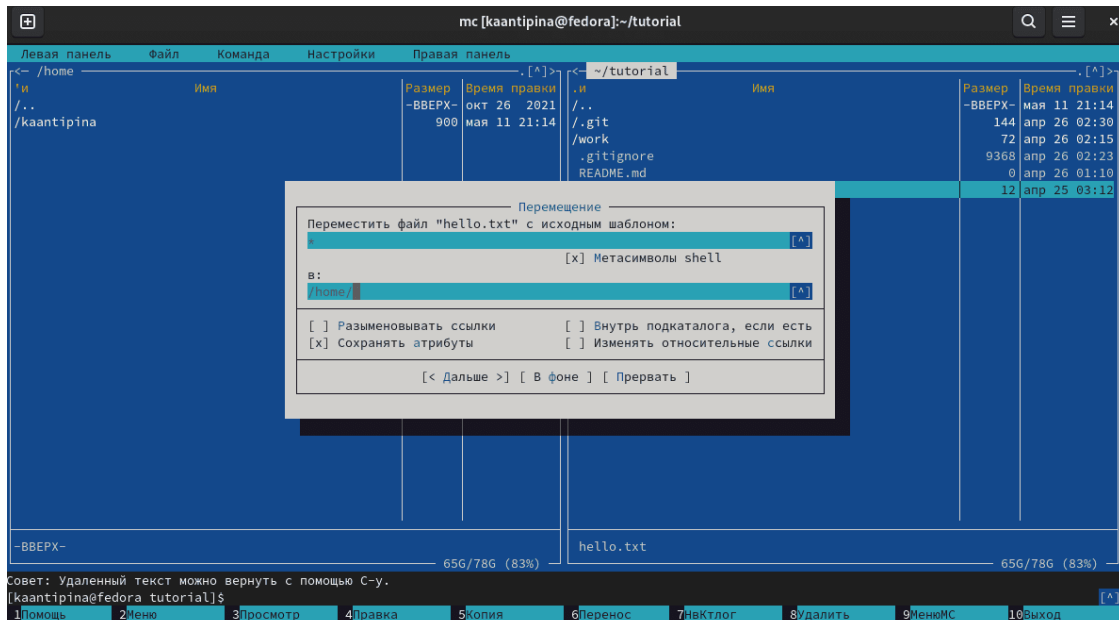 mc [kaantipina@fedora]:~/tutorial
Левая панель Файл Команда Настройки Правая панель
<— /home .[^]> <— ~/tutorial .[^]>
'и Имя Размер Время правки .и Имя Размер Время правки
/.. -ВВЕРХ- окт 26 2021 /.. -ВВЕРХ- мая 11 21:14
/kaantipina 900 мая 11 21:14 /.git 144 апр 26 02:30
/work 72 апр 26 02:15
.gitignore 9368 апр 26 02:23
README.md 0 апр 26 01:10
12 апр 25 03:12
Перемещение
Переместить файл "hello.txt" с исходным шаблоном:
* [^]
[x] Метасимволы shell
в:
/home/ [^]
[ ] Разыменовывать ссылки [ ] Внутрь подкаталога, если есть
[x] Сохранять атрибуты [ ] Изменять относительные ссылки
[< Дальше >] [ В фоне ] [ Прервать ]
-ВВЕРХ- hello.txt
65G/78G (83%) 65G/78G (83%)
Совет: Удаленный текст можно вернуть с помощью C-y.
[kaantipina@fedora tutorial]$ [^]
1Помощь 2Меню 3Просмотр 4Правка 5Копия 6Перенос 7НвКтлог 8Удалить 9МенюMC 10Выход